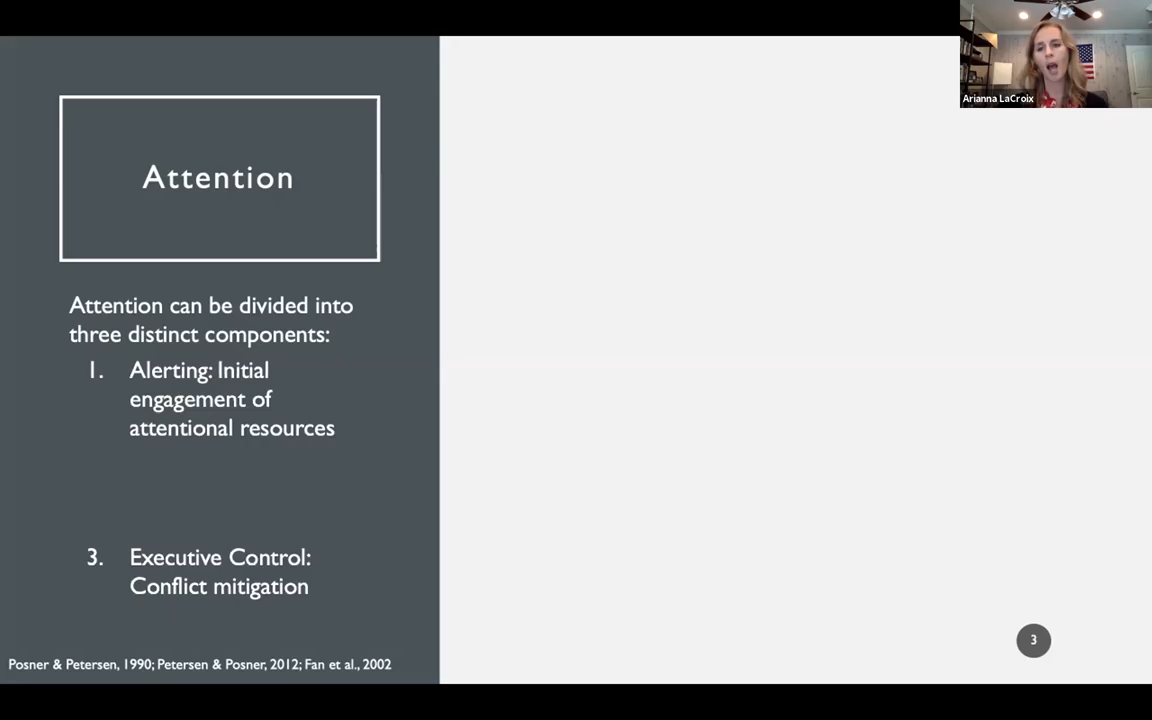 Arianna LaCroix
Attention
Attention can be divided into
three distinct components:
1. Alerting: Initial
engagement of
attentional resources
3. Executive Control:
Conflict mitigation
3
Posner & Petersen, 1990; Petersen & Posner, 2012; Fan et al., 2002